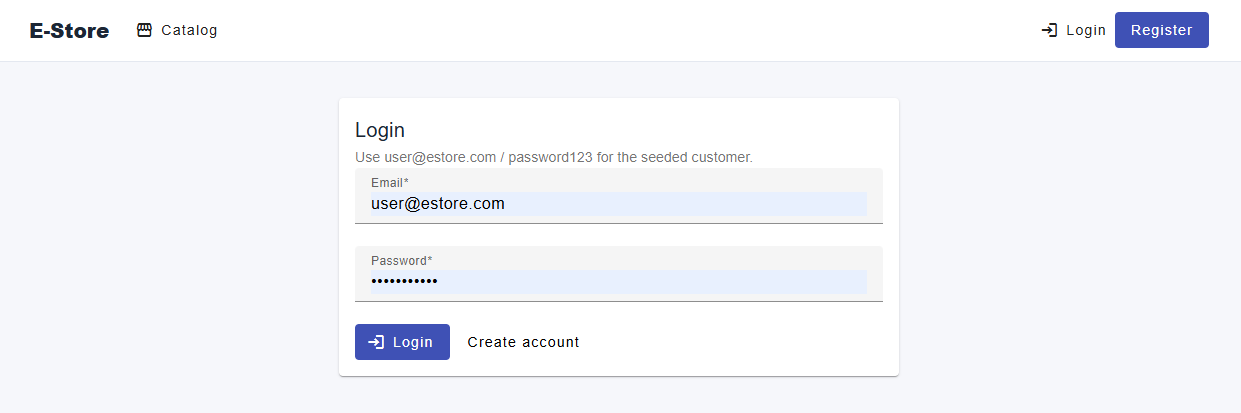 E-Store Catalog Login Register
Login
Use user@estore.com / password123 for the seeded customer.
Email*
user@estore.com
Password*
•••••••••••
Login Create account